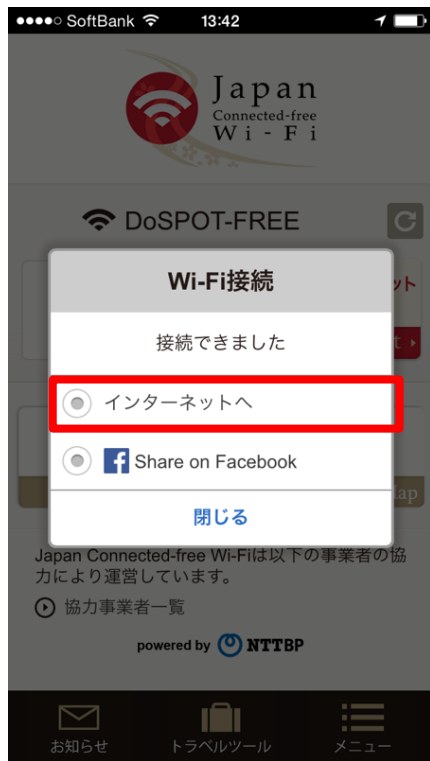 SoftBank 13:42
Japan
Connected-free
Wi-Fi
DoSPOT-FREE
ット
t
Wi-Fi接続
接続できました
インターネットへ
Share on Facebook
閉じる
Map
Japan Connected-free Wi-Fiは以下の事業者の協
力により運営しています。
協力事業者一覧
powered by NTTBP
お知らせ トラベルツール メニュー